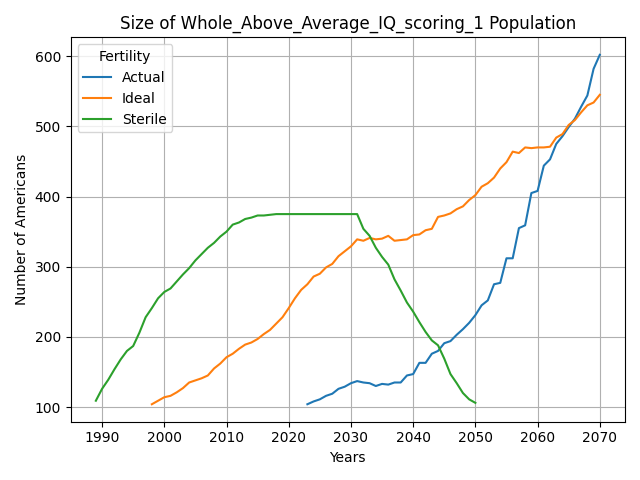 Size of Whole_Above_Average_IQ_scoring_1 Population
Fertility
Actual
Ideal
Sterile
Number of Americans
600
500
400
300
200
100
1990 2000 2010 2020 2030 2040 2050 2060 2070
Years